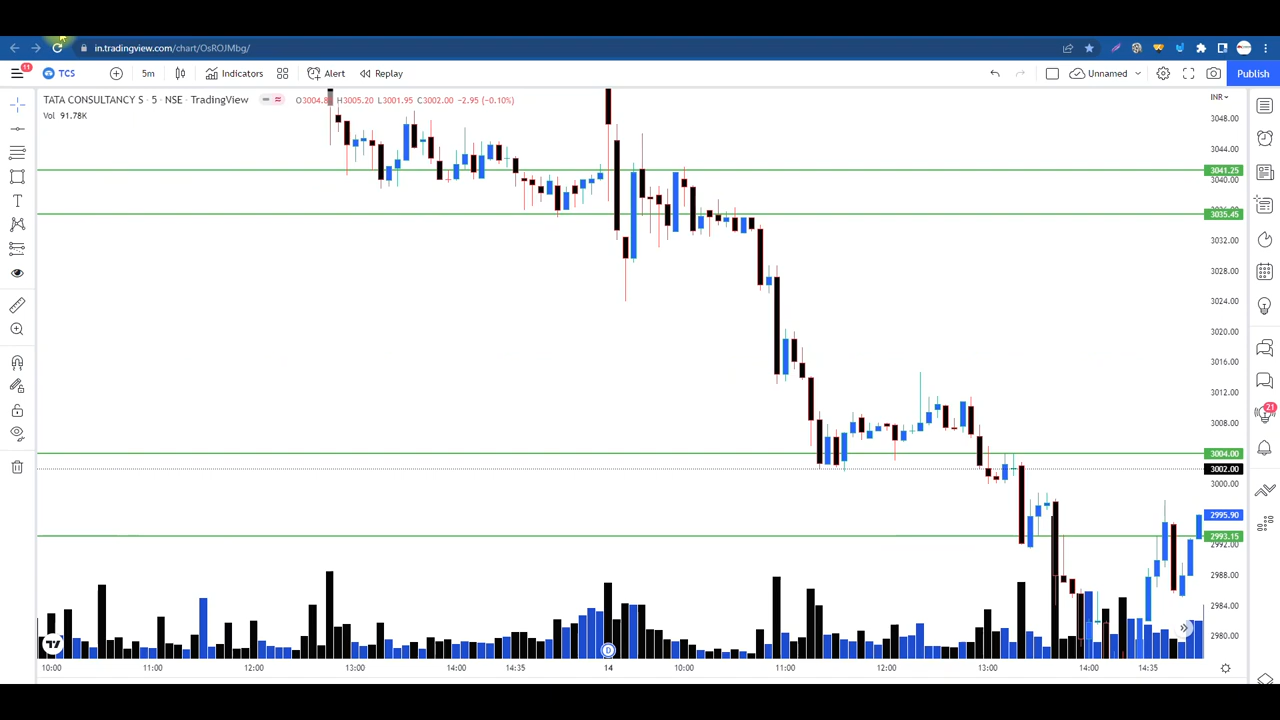 in.tradingview.com/chart/OsROJMbg/
11
TCS
5m
Indicators
Alert
Replay
Unnamed
Publish
TATA CONSULTANCY S · 5 · NSE · TradingView
O3004.8 H3005.20 L3001.95 C3002.00 -2.95 (-0.10%)
INR
Vol 91.78K
3048.00
3044.00
3041.25
3040.00
3035.45
3032.00
3028.00
3024.00
3020.00
3016.00
3012.00
3008.00
3004.00
3002.00
3000.00
2995.90
2993.15
2992.00
2988.00
2984.00
2980.00
21
D
10:00 11:00 12:00 13:00 14:00 14:35 14 10:00 11:00 12:00 13:00 14:00 14:35